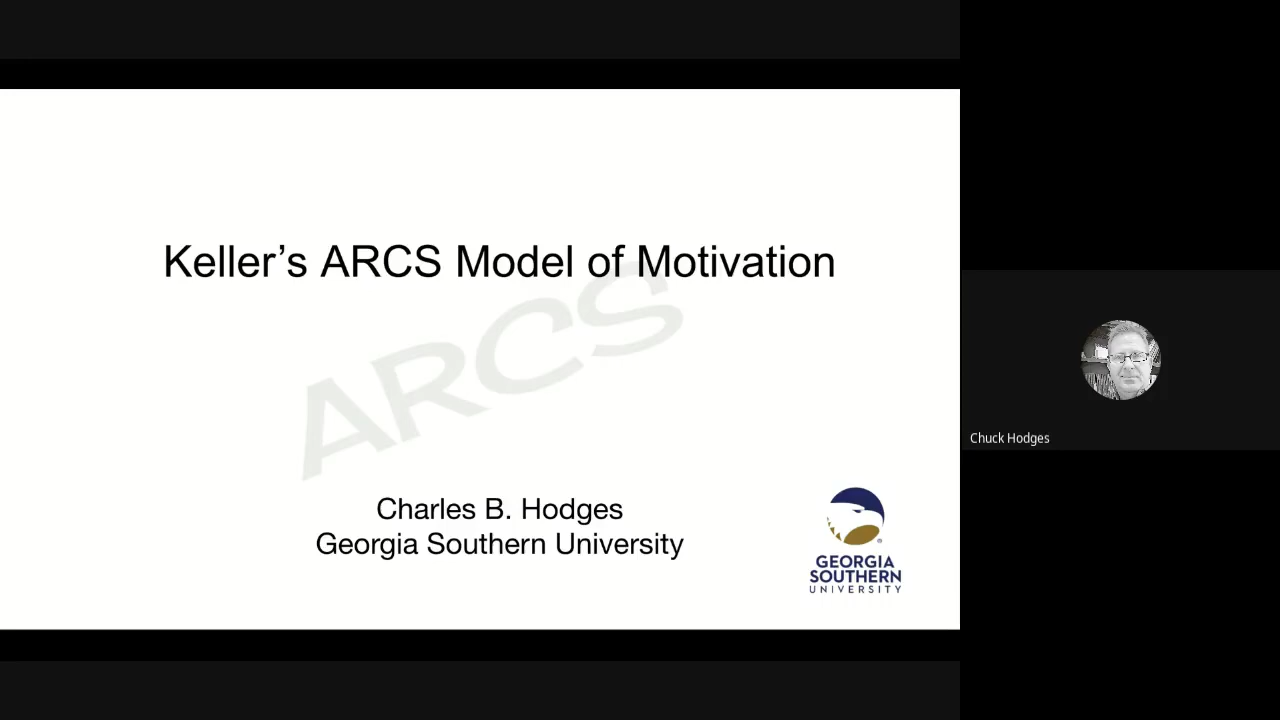 Keller’s ARCS Model of Motivation
ARCS
Charles B. Hodges
Georgia Southern University
GEORGIA
SOUTHERN
UNIVERSITY
Chuck Hodges